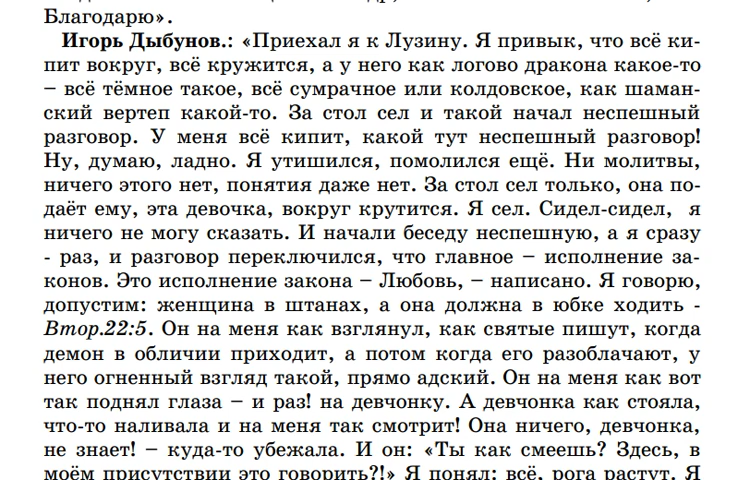 Благодарю».
Игорь Дыбунов.: «Приехал я к Лузину. Я привык, что всё ки-
пит вокруг, всё кружится, а у него как логово дракона какое-то
– всё тёмное такое, всё сумрачное или колдовское, как шаман-
ский вертеп какой-то. За стол сел и такой начал неспешный
разговор. У меня всё кипит, какой тут неспешный разговор!
Ну, думаю, ладно. Я утишился, помолился ещё. Ни молитвы,
ничего этого нет, понятия даже нет. За стол сел только, она по-
даёт ему, эта девочка, вокруг крутится. Я сел. Сидел-сидел, я
ничего не могу сказать. И начали беседу неспешную, а я сразу
- раз, и разговор переключился, что главное – исполнение за-
конов. Это исполнение закона – Любовь, – написано. Я говорю,
допустим: женщина в штанах, а она должна в юбке ходить -
Втор.22:5. Он на меня как взглянул, как святые пишут, когда
демон в обличии приходит, а потом когда его разоблачают, у
него огненный взгляд такой, прямо адский. Он на меня как вот
так поднял глаза – и раз! на девчонку. А девчонка как стояла,
что-то наливала и на меня так смотрит! Она ничего, девчонка,
не знает! – куда-то убежала. И он: «Ты как смеешь? Здесь, в
моём присутствии это говорить?!» Я понял: всё, рога растут. Я